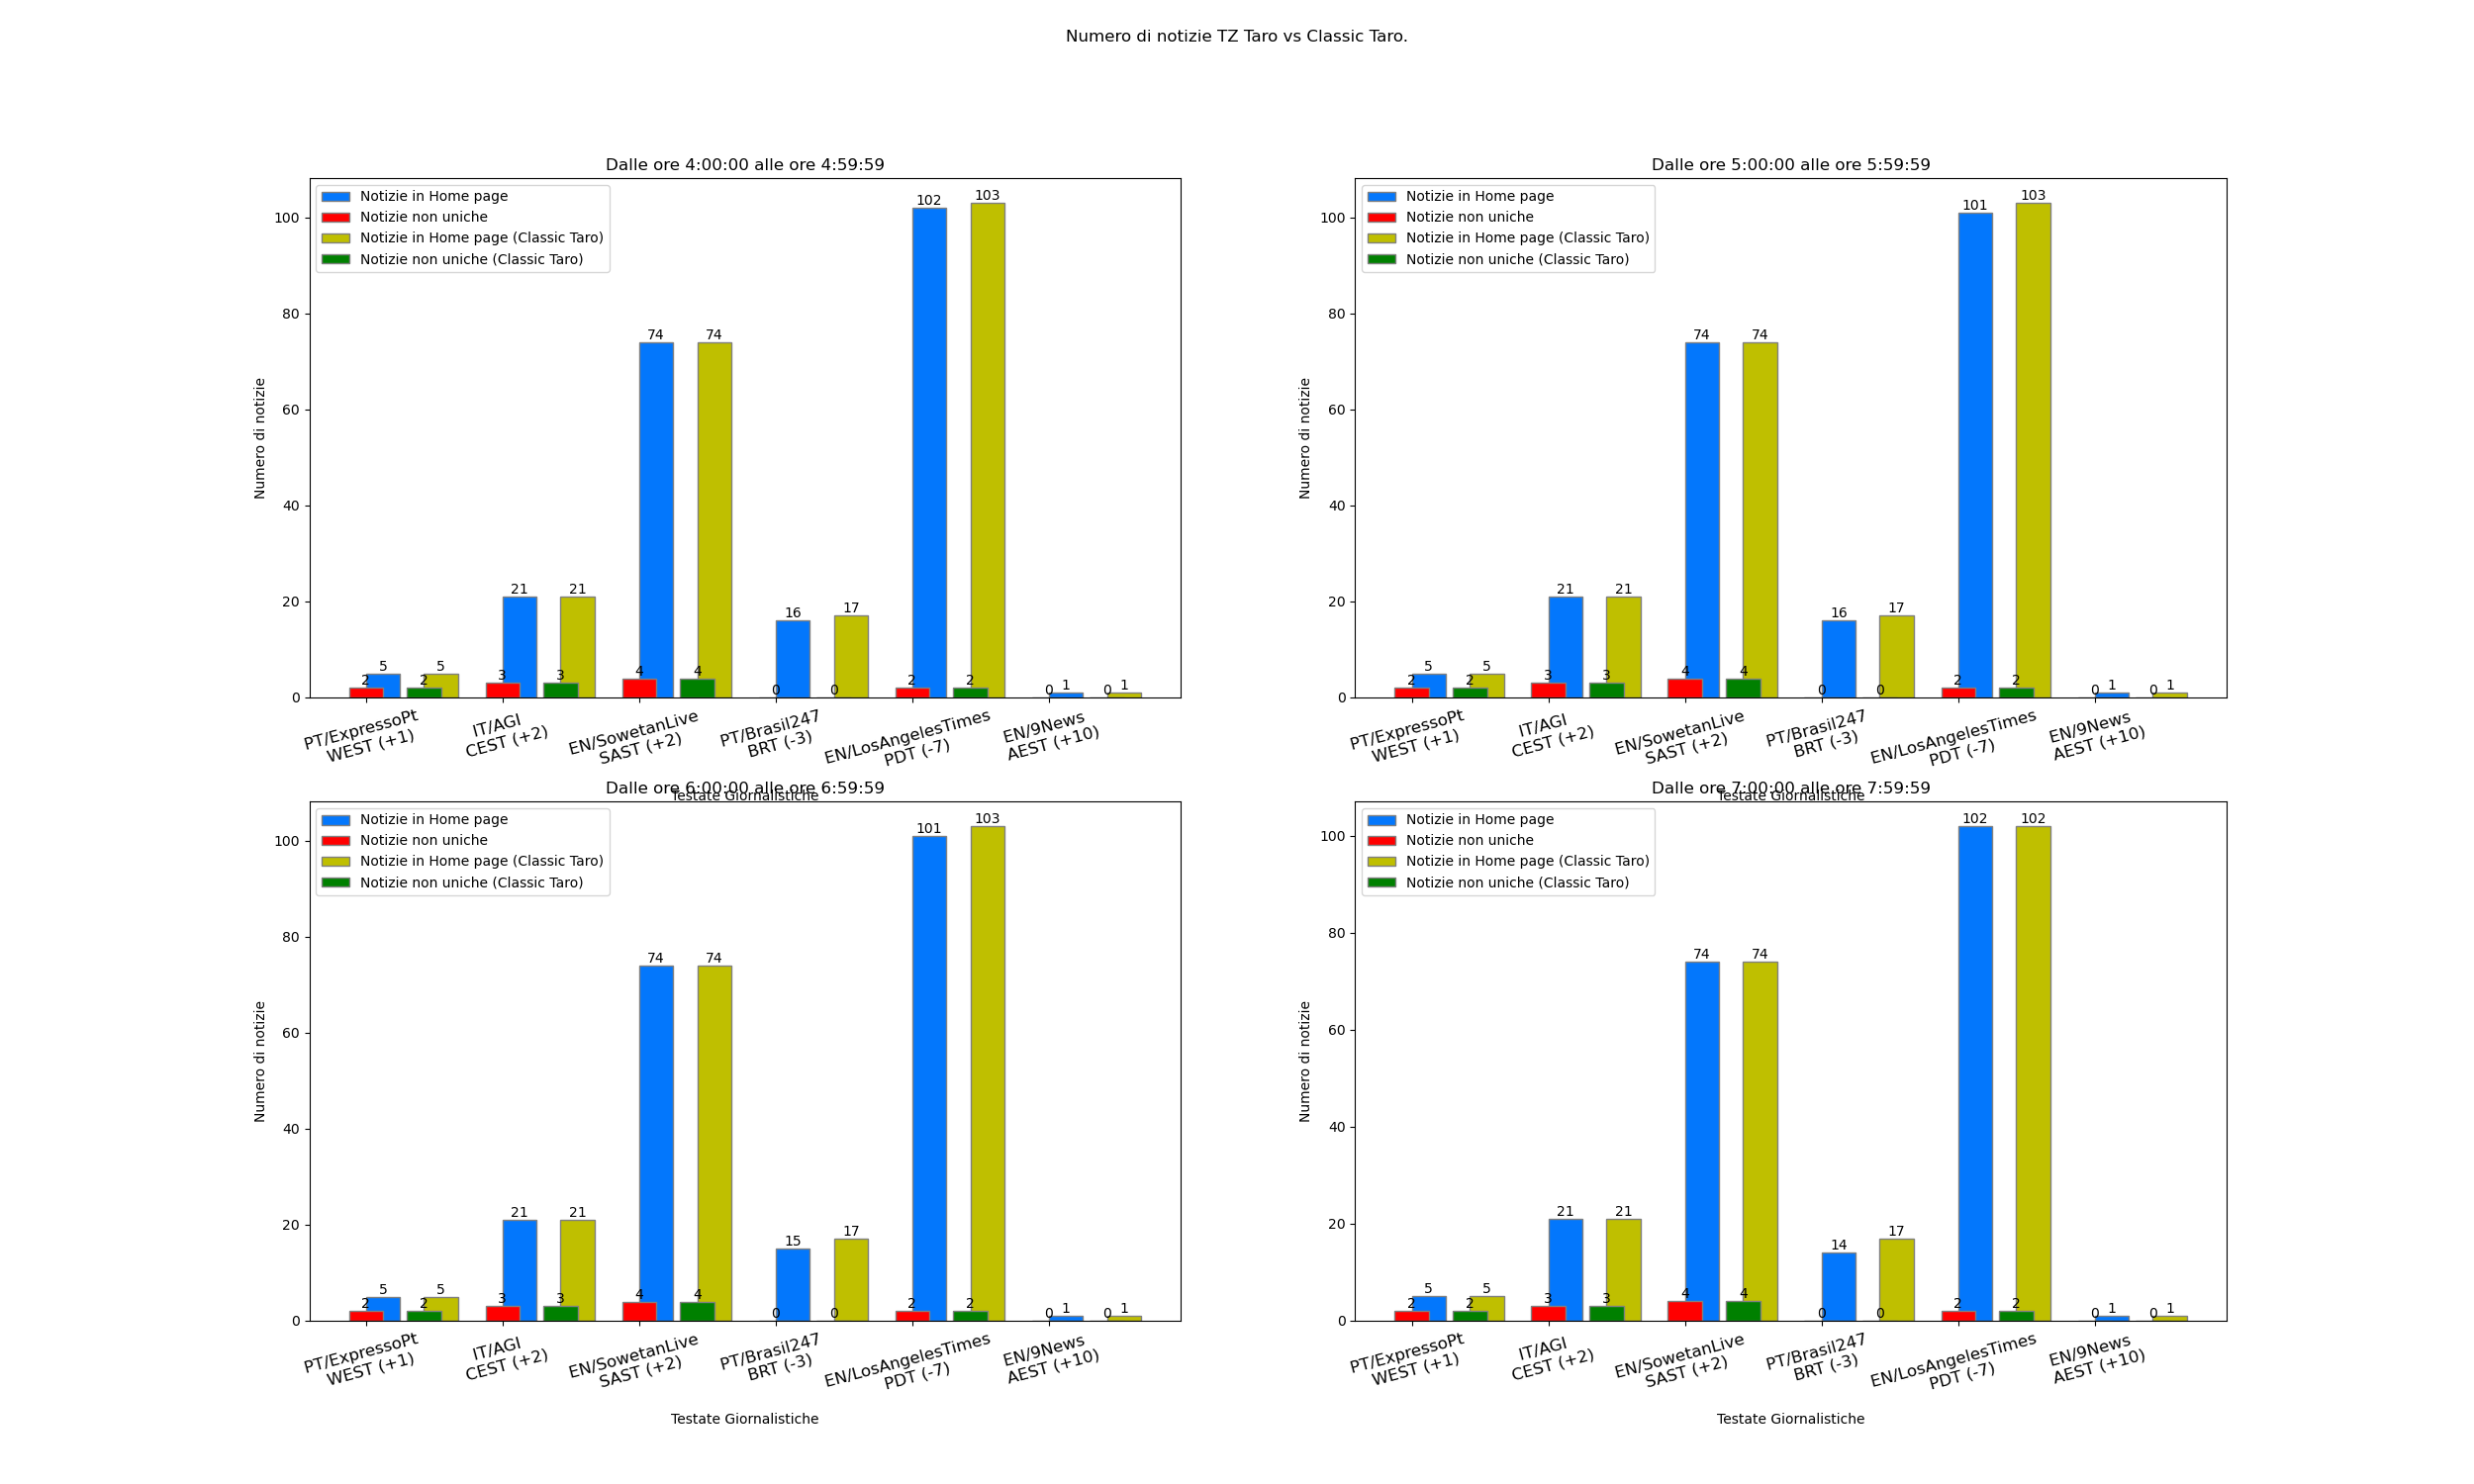 Numero di notizie TZ Taro vs Classic Taro.
Dalle ore 4:00:00 alle ore 4:59:59
Notizie in Home page
Notizie non uniche
Notizie in Home page (Classic Taro)
Notizie non uniche (Classic Taro)
Numero di notizie
100
80
60
40
20
0
5 5 21 21 74 74 16 17 102 103 1 1
2 2 3 3 4 4 0 0 2 2 0 0
PT/ExpressoPt
WEST (+1)
IT/AGI
CEST (+2)
EN/SowetanLive
SAST (+2)
PT/Brasil247
BRT (-3)
EN/LosAngelesTimes
PDT (-7)
EN/9News
AEST (+10)
Testate Giornalistiche
Dalle ore 5:00:00 alle ore 5:59:59
Notizie in Home page
Notizie non uniche
Notizie in Home page (Classic Taro)
Notizie non uniche (Classic Taro)
Numero di notizie
100
80
60
40
20
0
5 5 21 21 74 74 16 17 101 103 1 1
2 2 3 3 4 4 0 0 2 2 0 0
PT/ExpressoPt
WEST (+1)
IT/AGI
CEST (+2)
EN/SowetanLive
SAST (+2)
PT/Brasil247
BRT (-3)
EN/LosAngelesTimes
PDT (-7)
EN/9News
AEST (+10)
Testate Giornalistiche
Dalle ore 6:00:00 alle ore 6:59:59
Notizie in Home page
Notizie non uniche
Notizie in Home page (Classic Taro)
Notizie non uniche (Classic Taro)
Numero di notizie
100
80
60
40
20
0
5 5 21 21 74 74 15 17 101 103 1 1
2 2 3 3 4 4 0 0 2 2 0 0
PT/ExpressoPt
WEST (+1)
IT/AGI
CEST (+2)
EN/SowetanLive
SAST (+2)
PT/Brasil247
BRT (-3)
EN/LosAngelesTimes
PDT (-7)
EN/9News
AEST (+10)
Testate Giornalistiche
Dalle ore 7:00:00 alle ore 7:59:59
Notizie in Home page
Notizie non uniche
Notizie in Home page (Classic Taro)
Notizie non uniche (Classic Taro)
Numero di notizie
100
80
60
40
20
0
5 5 21 21 74 74 14 17 102 102 1 1
2 2 3 3 4 4 0 0 2 2 0 0
PT/ExpressoPt
WEST (+1)
IT/AGI
CEST (+2)
EN/SowetanLive
SAST (+2)
PT/Brasil247
BRT (-3)
EN/LosAngelesTimes
PDT (-7)
EN/9News
AEST (+10)
Testate Giornalistiche